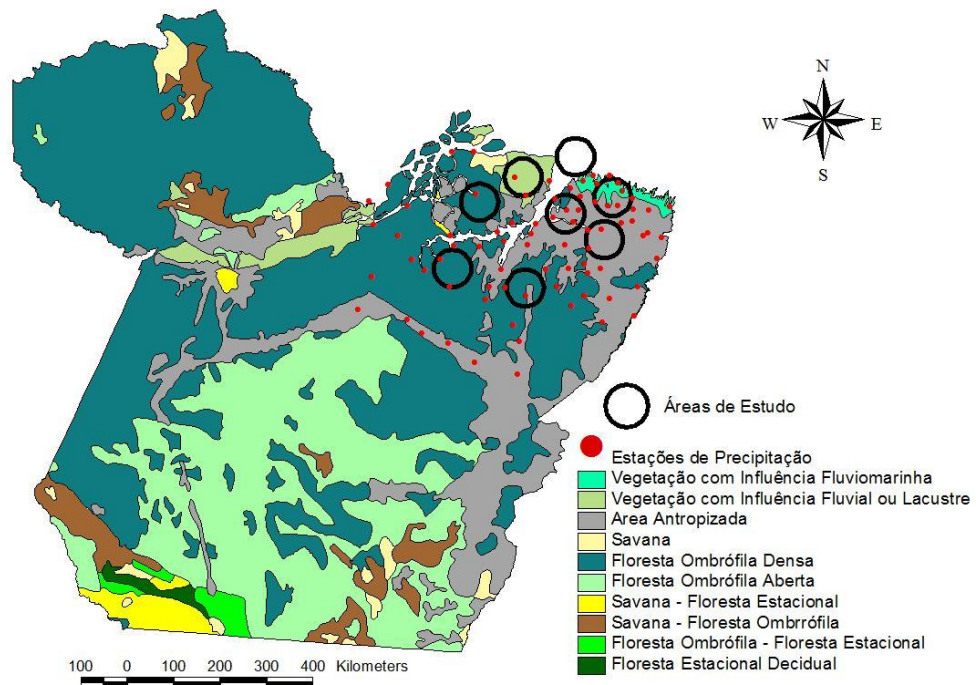 N
W E
S
Áreas de Estudo
Estações de Precipitação
Vegetação com Influência Fluviomarinha
Vegetação com Influência Fluvial ou Lacustre
Area Antropizada
Savana
Floresta Ombrófila Densa
Floresta Ombrófila Aberta
Savana - Floresta Estacional
Savana - Floresta Ombrrófila
Floresta Ombrófila - Floresta Estacional
Floresta Estacional Decidual
100 0 100 200 300 400 Kilometers